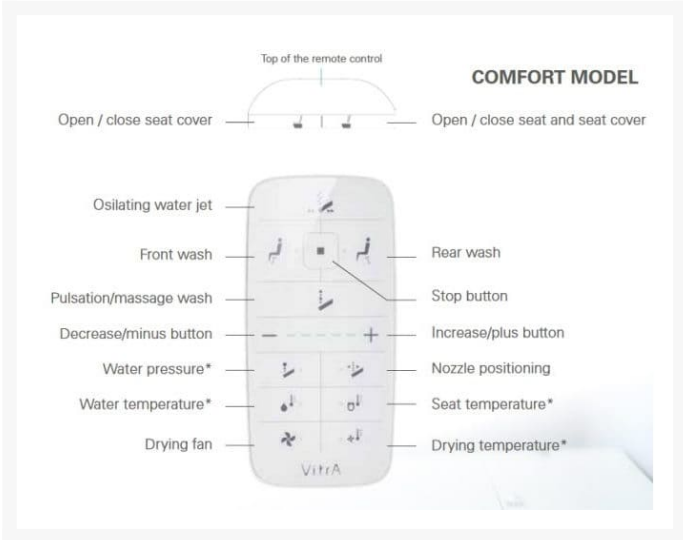 Top of the remote control
COMFORT MODEL
Open / close seat cover
Open / close seat and seat cover
Osilating water jet
Front wash
Rear wash
Pulsation/massage wash
Stop button
Decrease/minus button
Increase/plus button
Water pressure*
Nozzle positioning
Water temperature*
Seat temperature*
Drying fan
Drying temperature*
VitrA